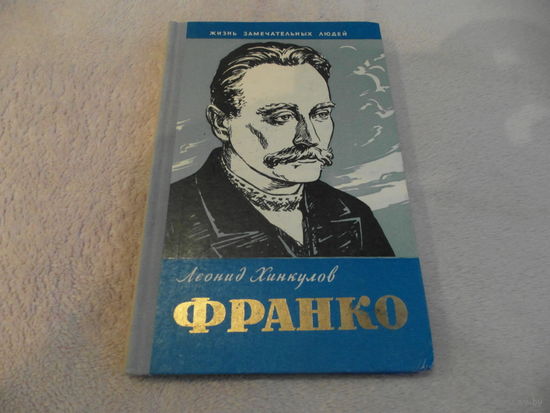 ЖИЗНЬ ЗАМЕЧАТЕЛЬНЫХ ЛЮДЕЙ
Леонид Хинкулов
ФРАНКО